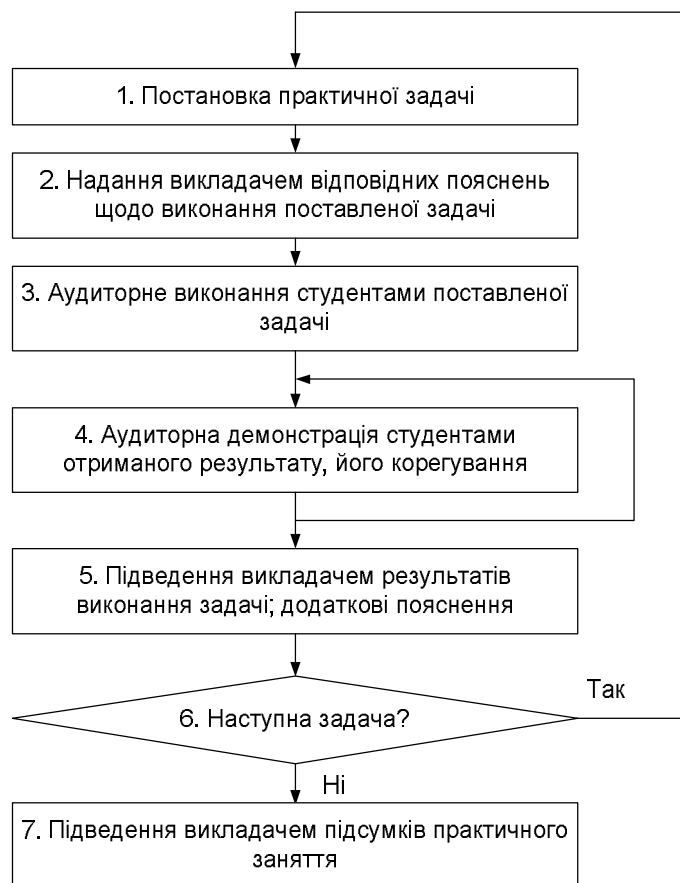 1. Постановка практичної задачі
2. Надання викладачем відповідних пояснень
щодо виконання поставленої задачі
3. Аудиторне виконання студентами поставленої
задачі
4. Аудиторна демонстрація студентами
отриманого результату, його корегування
5. Підведення викладачем результатів
виконання задачі; додаткові пояснення
Так
6. Наступна задача?
Ні
7. Підведення викладачем підсумків практичного
заняття